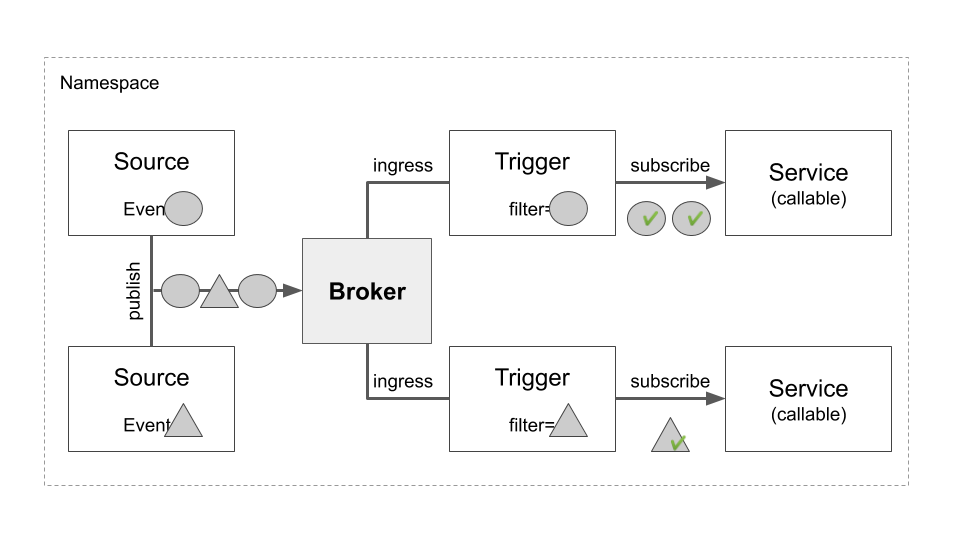 Namespace
Source
Even
publish
Source
Event
Broker
ingress
Trigger
filter=
subscribe
Service
(callable)
ingress
Trigger
filter=
subscribe
Service
(callable)